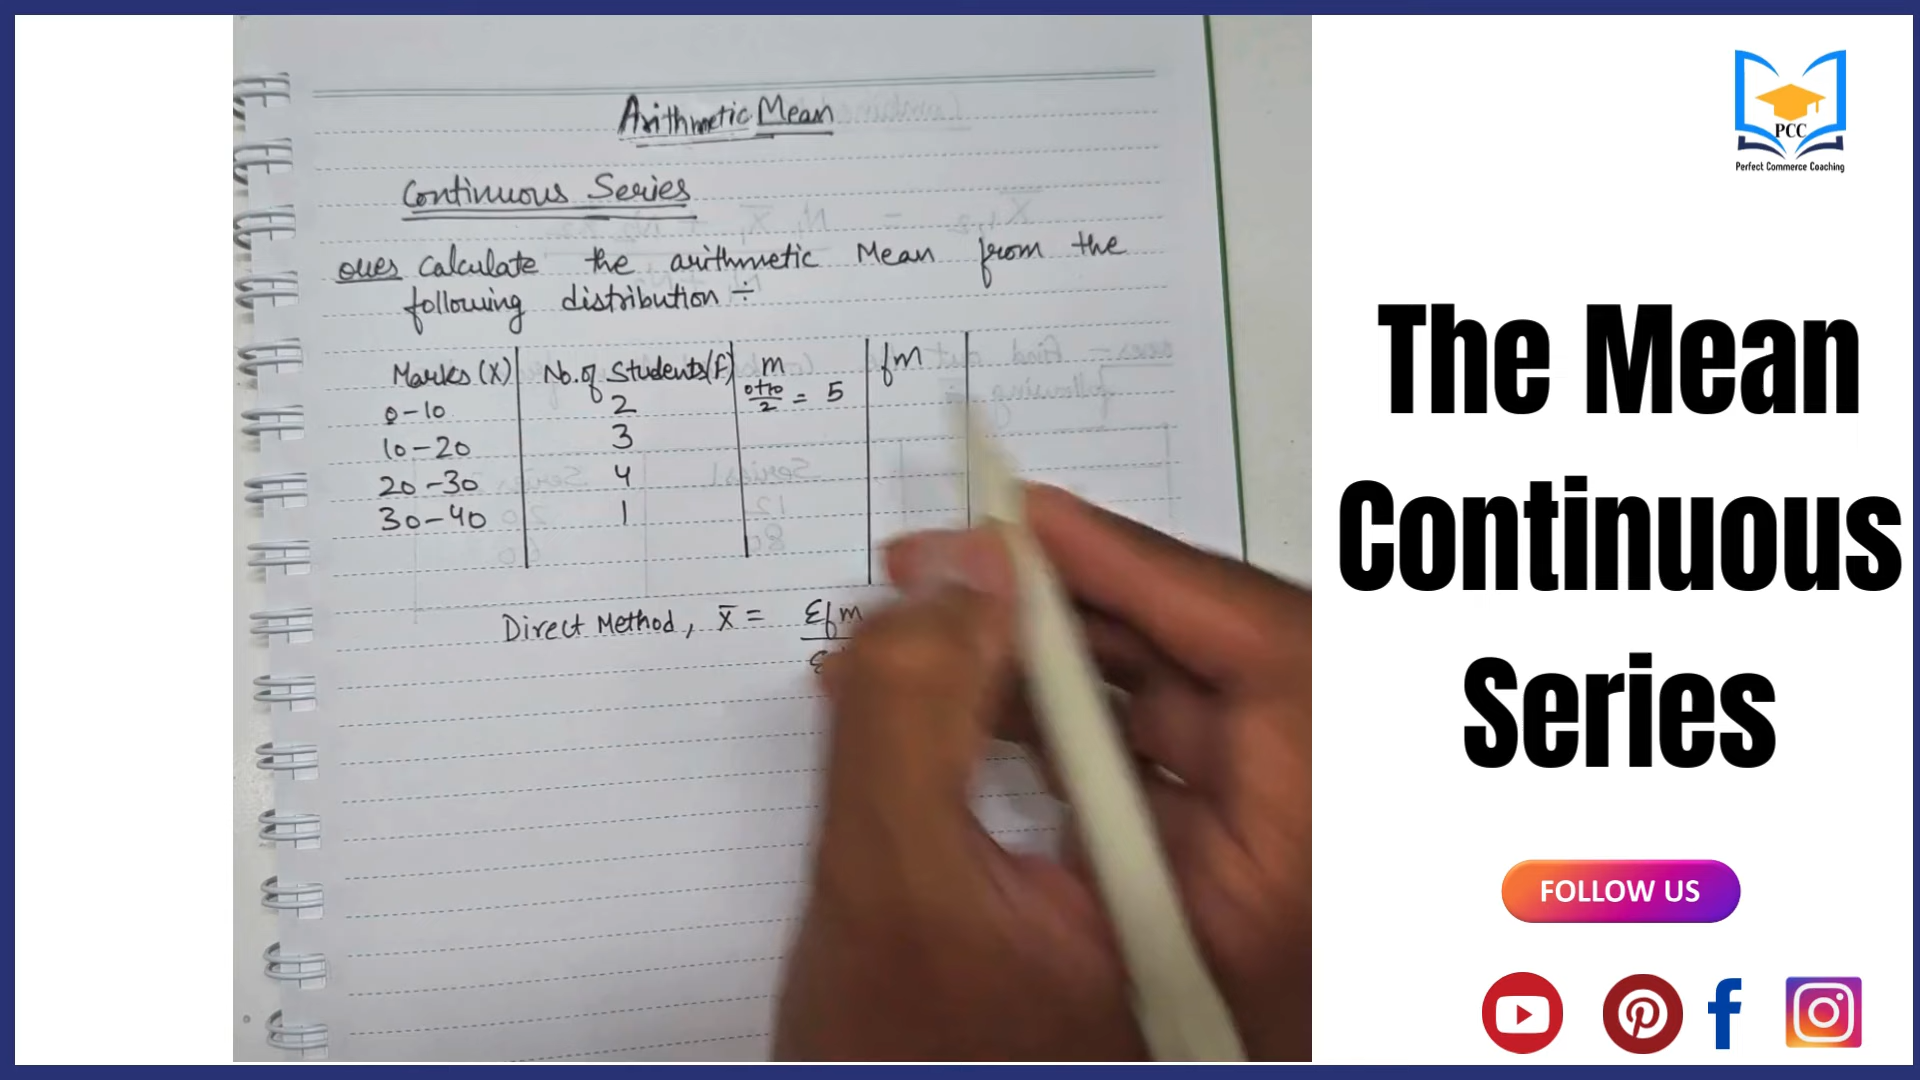 Arithmetic Mean
Continuous Series
Ques Calculate the arithmetic Mean from the
following distribution ÷
Marks (X) No. of Students (F) m fm
0-10 2 0+10/2 = 5
10-20 3
20-30 4
30-40 1
Direct Method, X̄ = Σfm
PCC
Perfect Commerce Coaching
The Mean
Continuous
Series
FOLLOW US